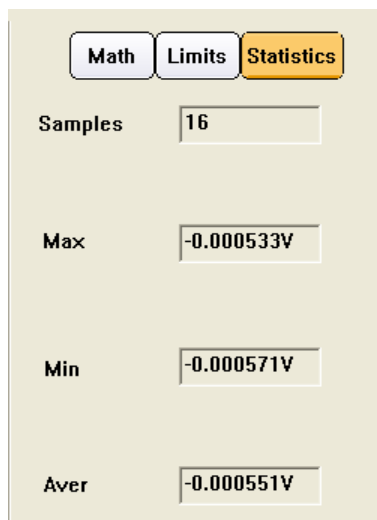 Math Limits Statistics
Samples 16
Max -0.000533V
Min -0.000571V
Aver -0.000551V